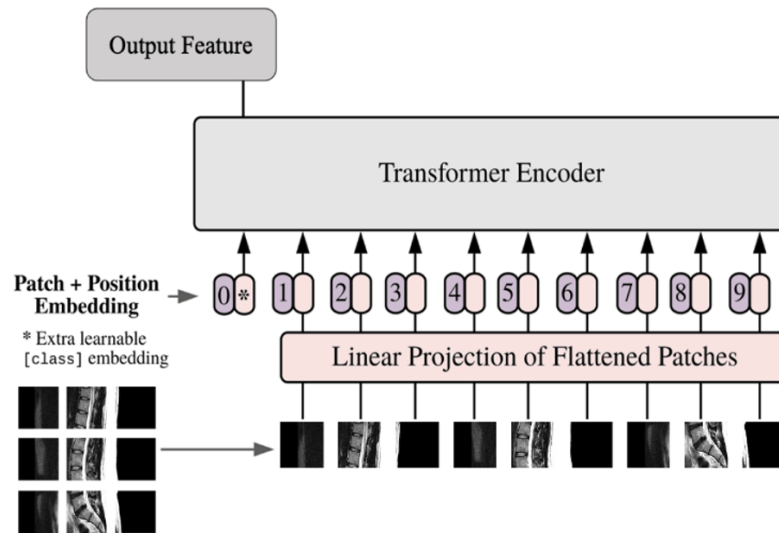 Output Feature
Transformer Encoder
Patch + Position
Embedding
0 * 1 2 3 4 5 6 7 8 9
* Extra learnable
[class] embedding
Linear Projection of Flattened Patches